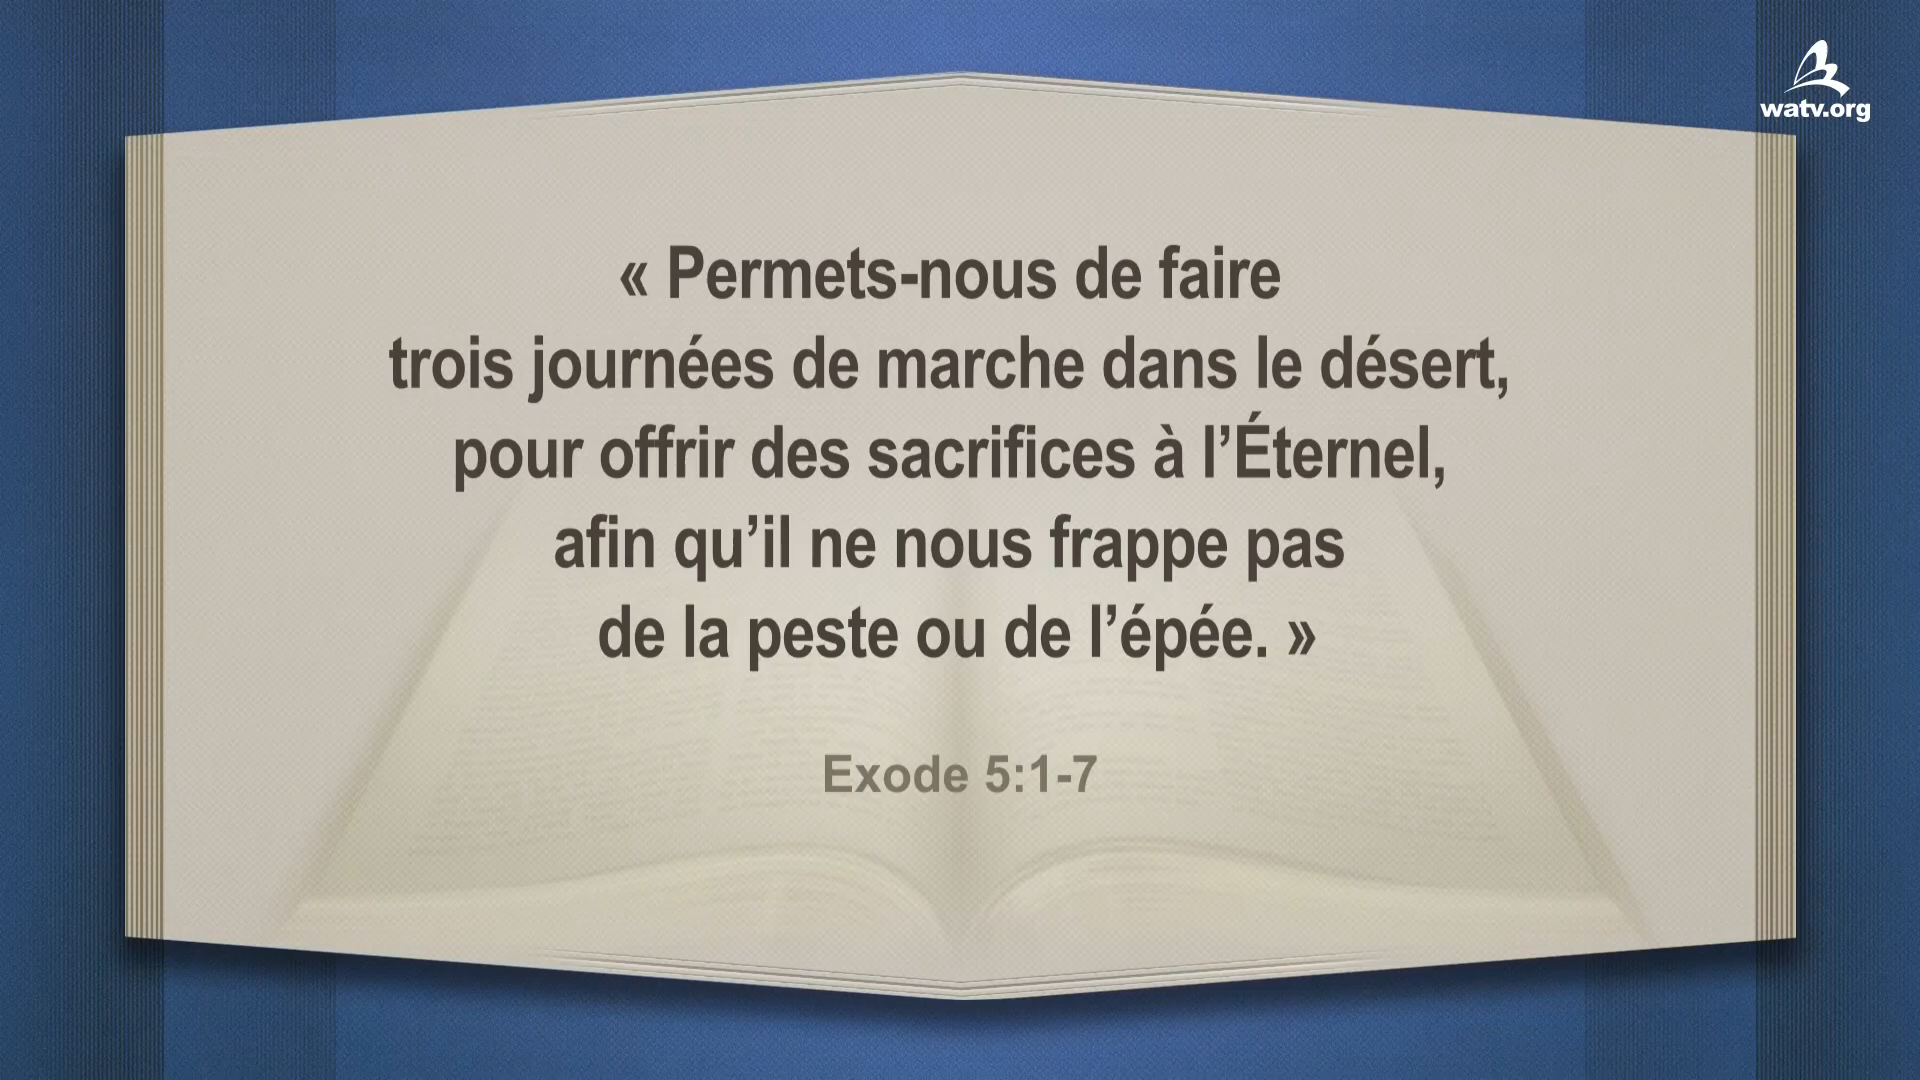 watv.org
« Permets-nous de faire
trois journées de marche dans le désert,
pour offrir des sacrifices à l’Éternel,
afin qu’il ne nous frappe pas
de la peste ou de l’épée. »
Exode 5:1-7